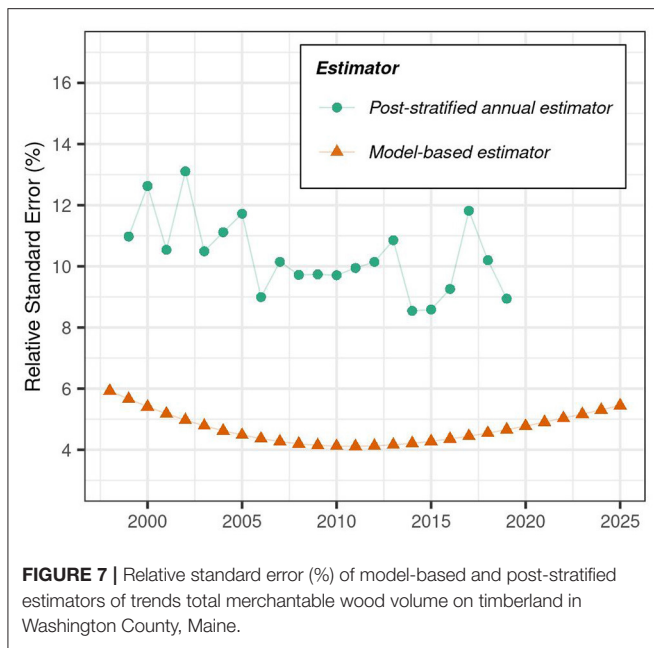 Estimator
Post-stratified annual estimator
Model-based estimator
Relative Standard Error (%)
16
14
12
10
8
6
4
2000 2005 2010 2015 2020 2025
FIGURE 7 | Relative standard error (%) of model-based and post-stratified
estimators of trends total merchantable wood volume on timberland in
Washington County, Maine.